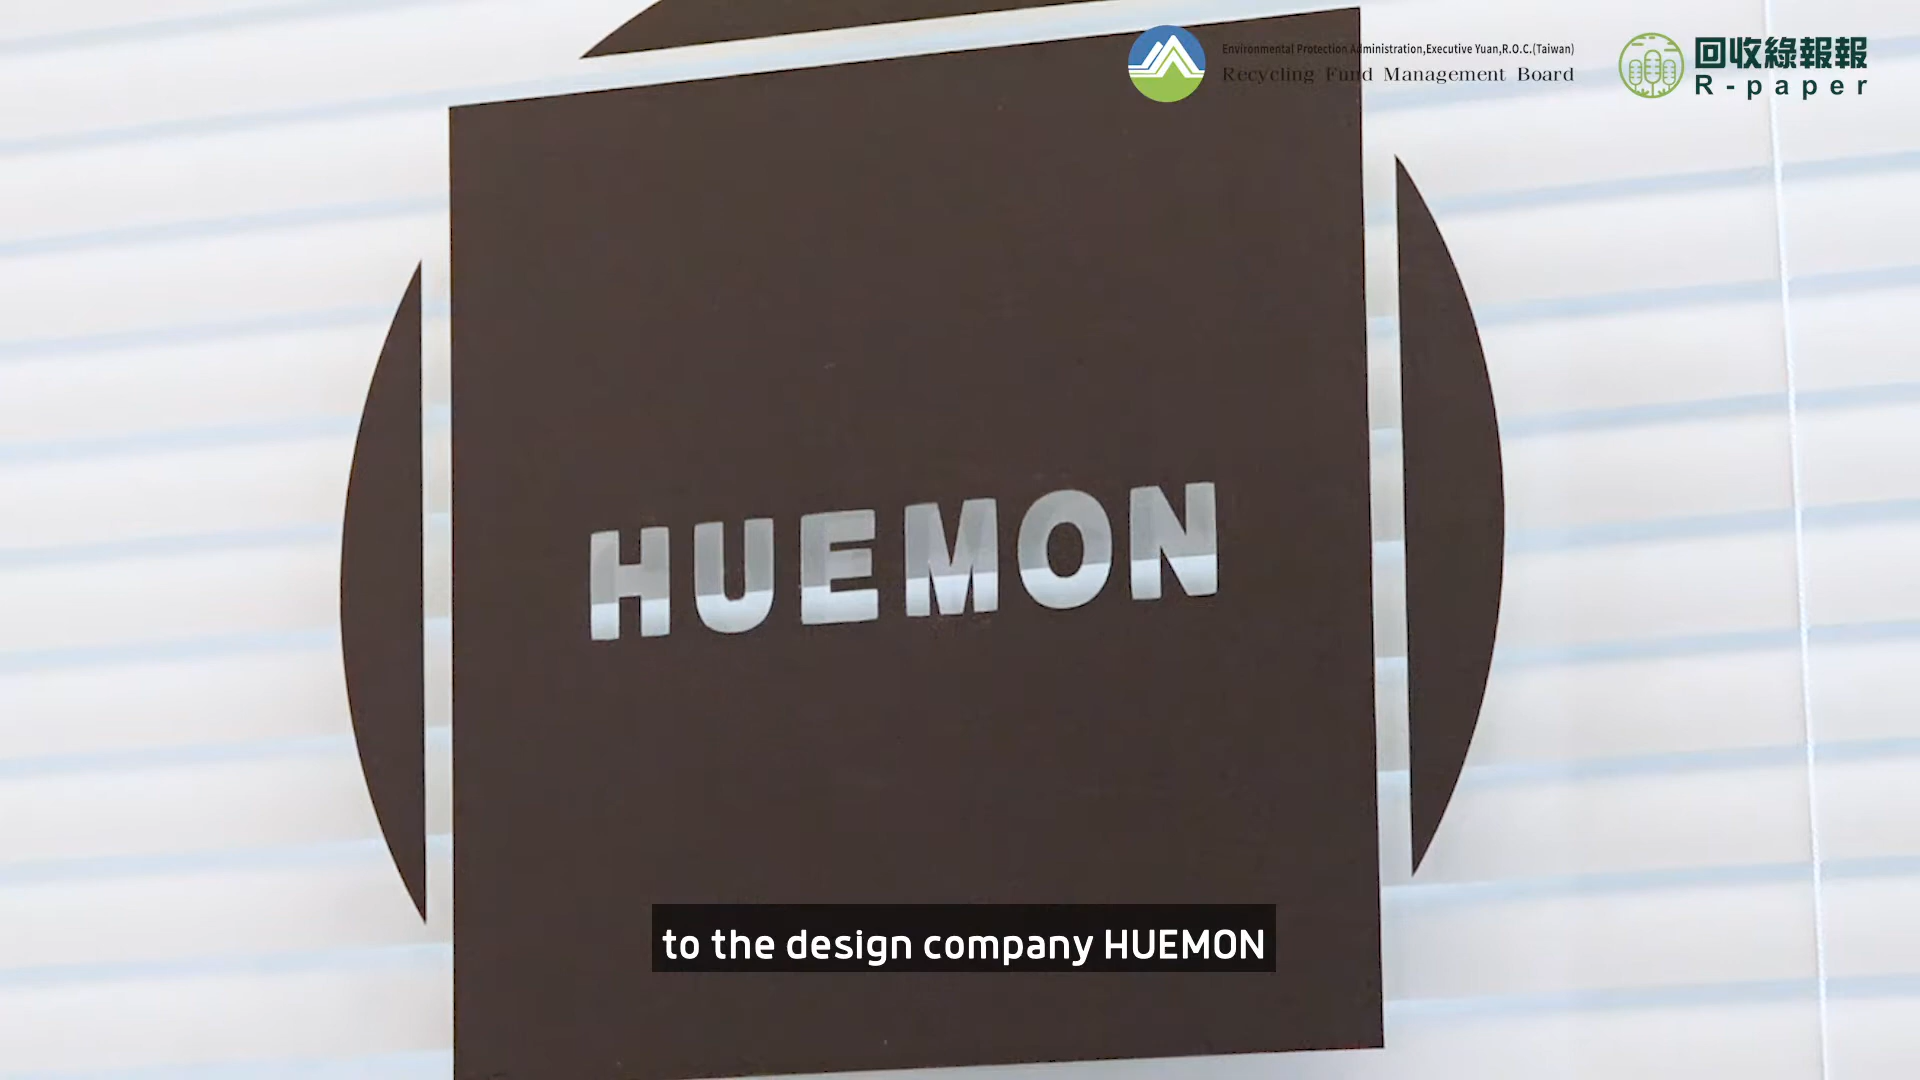 Environmental Protection Administration,Executive Yuan,R.O.C.(Taiwan)
Recycling Fund Management Board
回收綠報報
R-paper
HUEMON
to the design company HUEMON